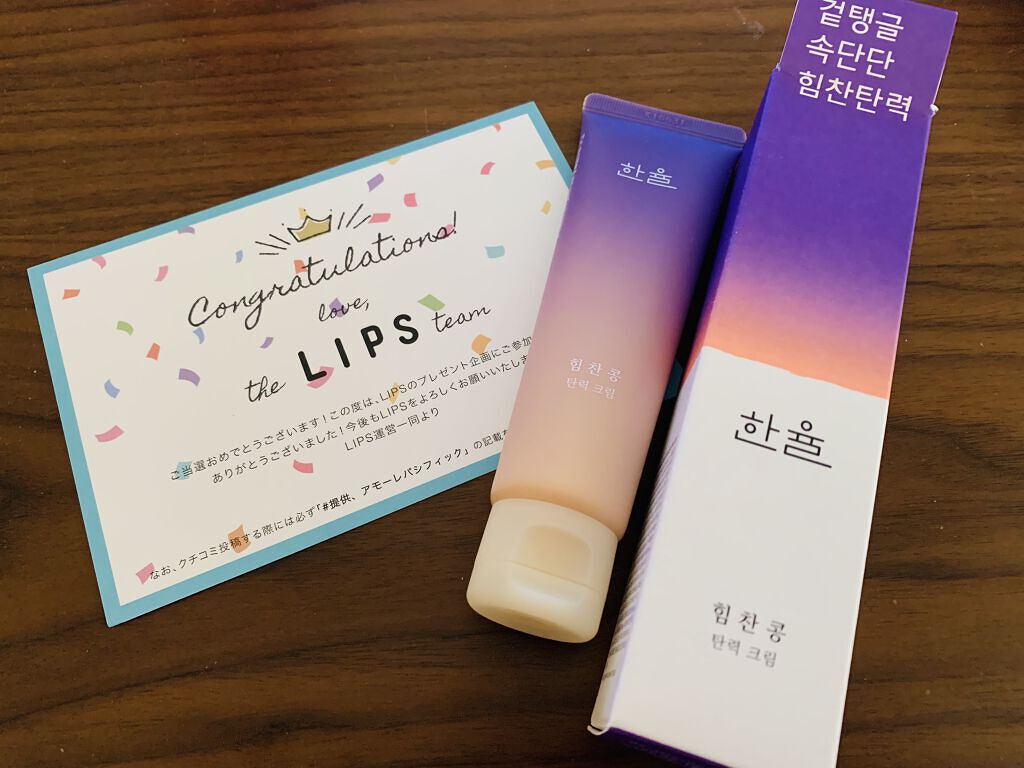 Congratulations!
love,
the LIPS team
ご当選おめでとうございます!この度は、LIPSのプレゼント企画にご参加
ありがとうございました!今後もLIPSをよろしくお願いいたしま
LIPS運営一同より
なお、クチコミ投稿する際には必ず「#提供、アモーレパシフィック」の記載を
한율
힘찬콩
탄력 크림
겉탱글
속단단
힘찬탄력
한율
힘찬콩
탄력 크림